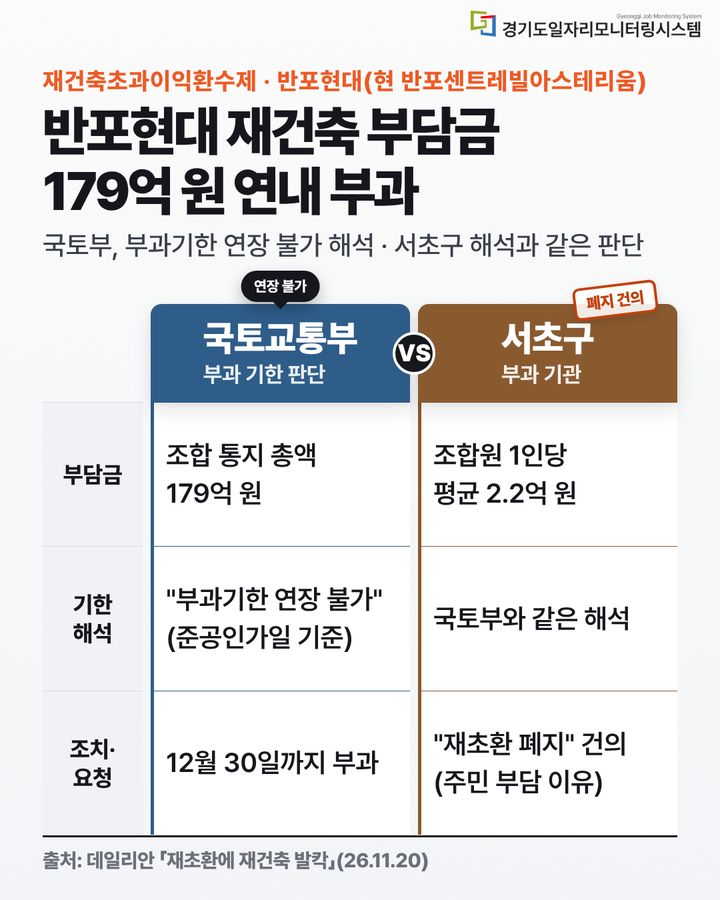 Gyeonggi Job Monitoring System
경기도일자리모니터링시스템
재건축초과이익환수제 · 반포현대(현 반포센트레빌아스테리움)
반포현대 재건축 부담금
179억 원 연내 부과
국토부, 부과기한 연장 불가 해석 · 서초구 해석과 같은 판단
연장 불가
폐지 건의
국토교통부
부과 기한 판단
VS
서초구
부과 기관
부담금
조합 통지 총액
179억 원
조합원 1인당
평균 2.2억 원
기한
해석
"부과기한 연장 불가"
(준공인가일 기준)
국토부와 같은 해석
조치·
요청
12월 30일까지 부과
"재초환 폐지" 건의
(주민 부담 이유)
출처: 데일리안 「재초환에 재건축 발칵」(26.11.20)